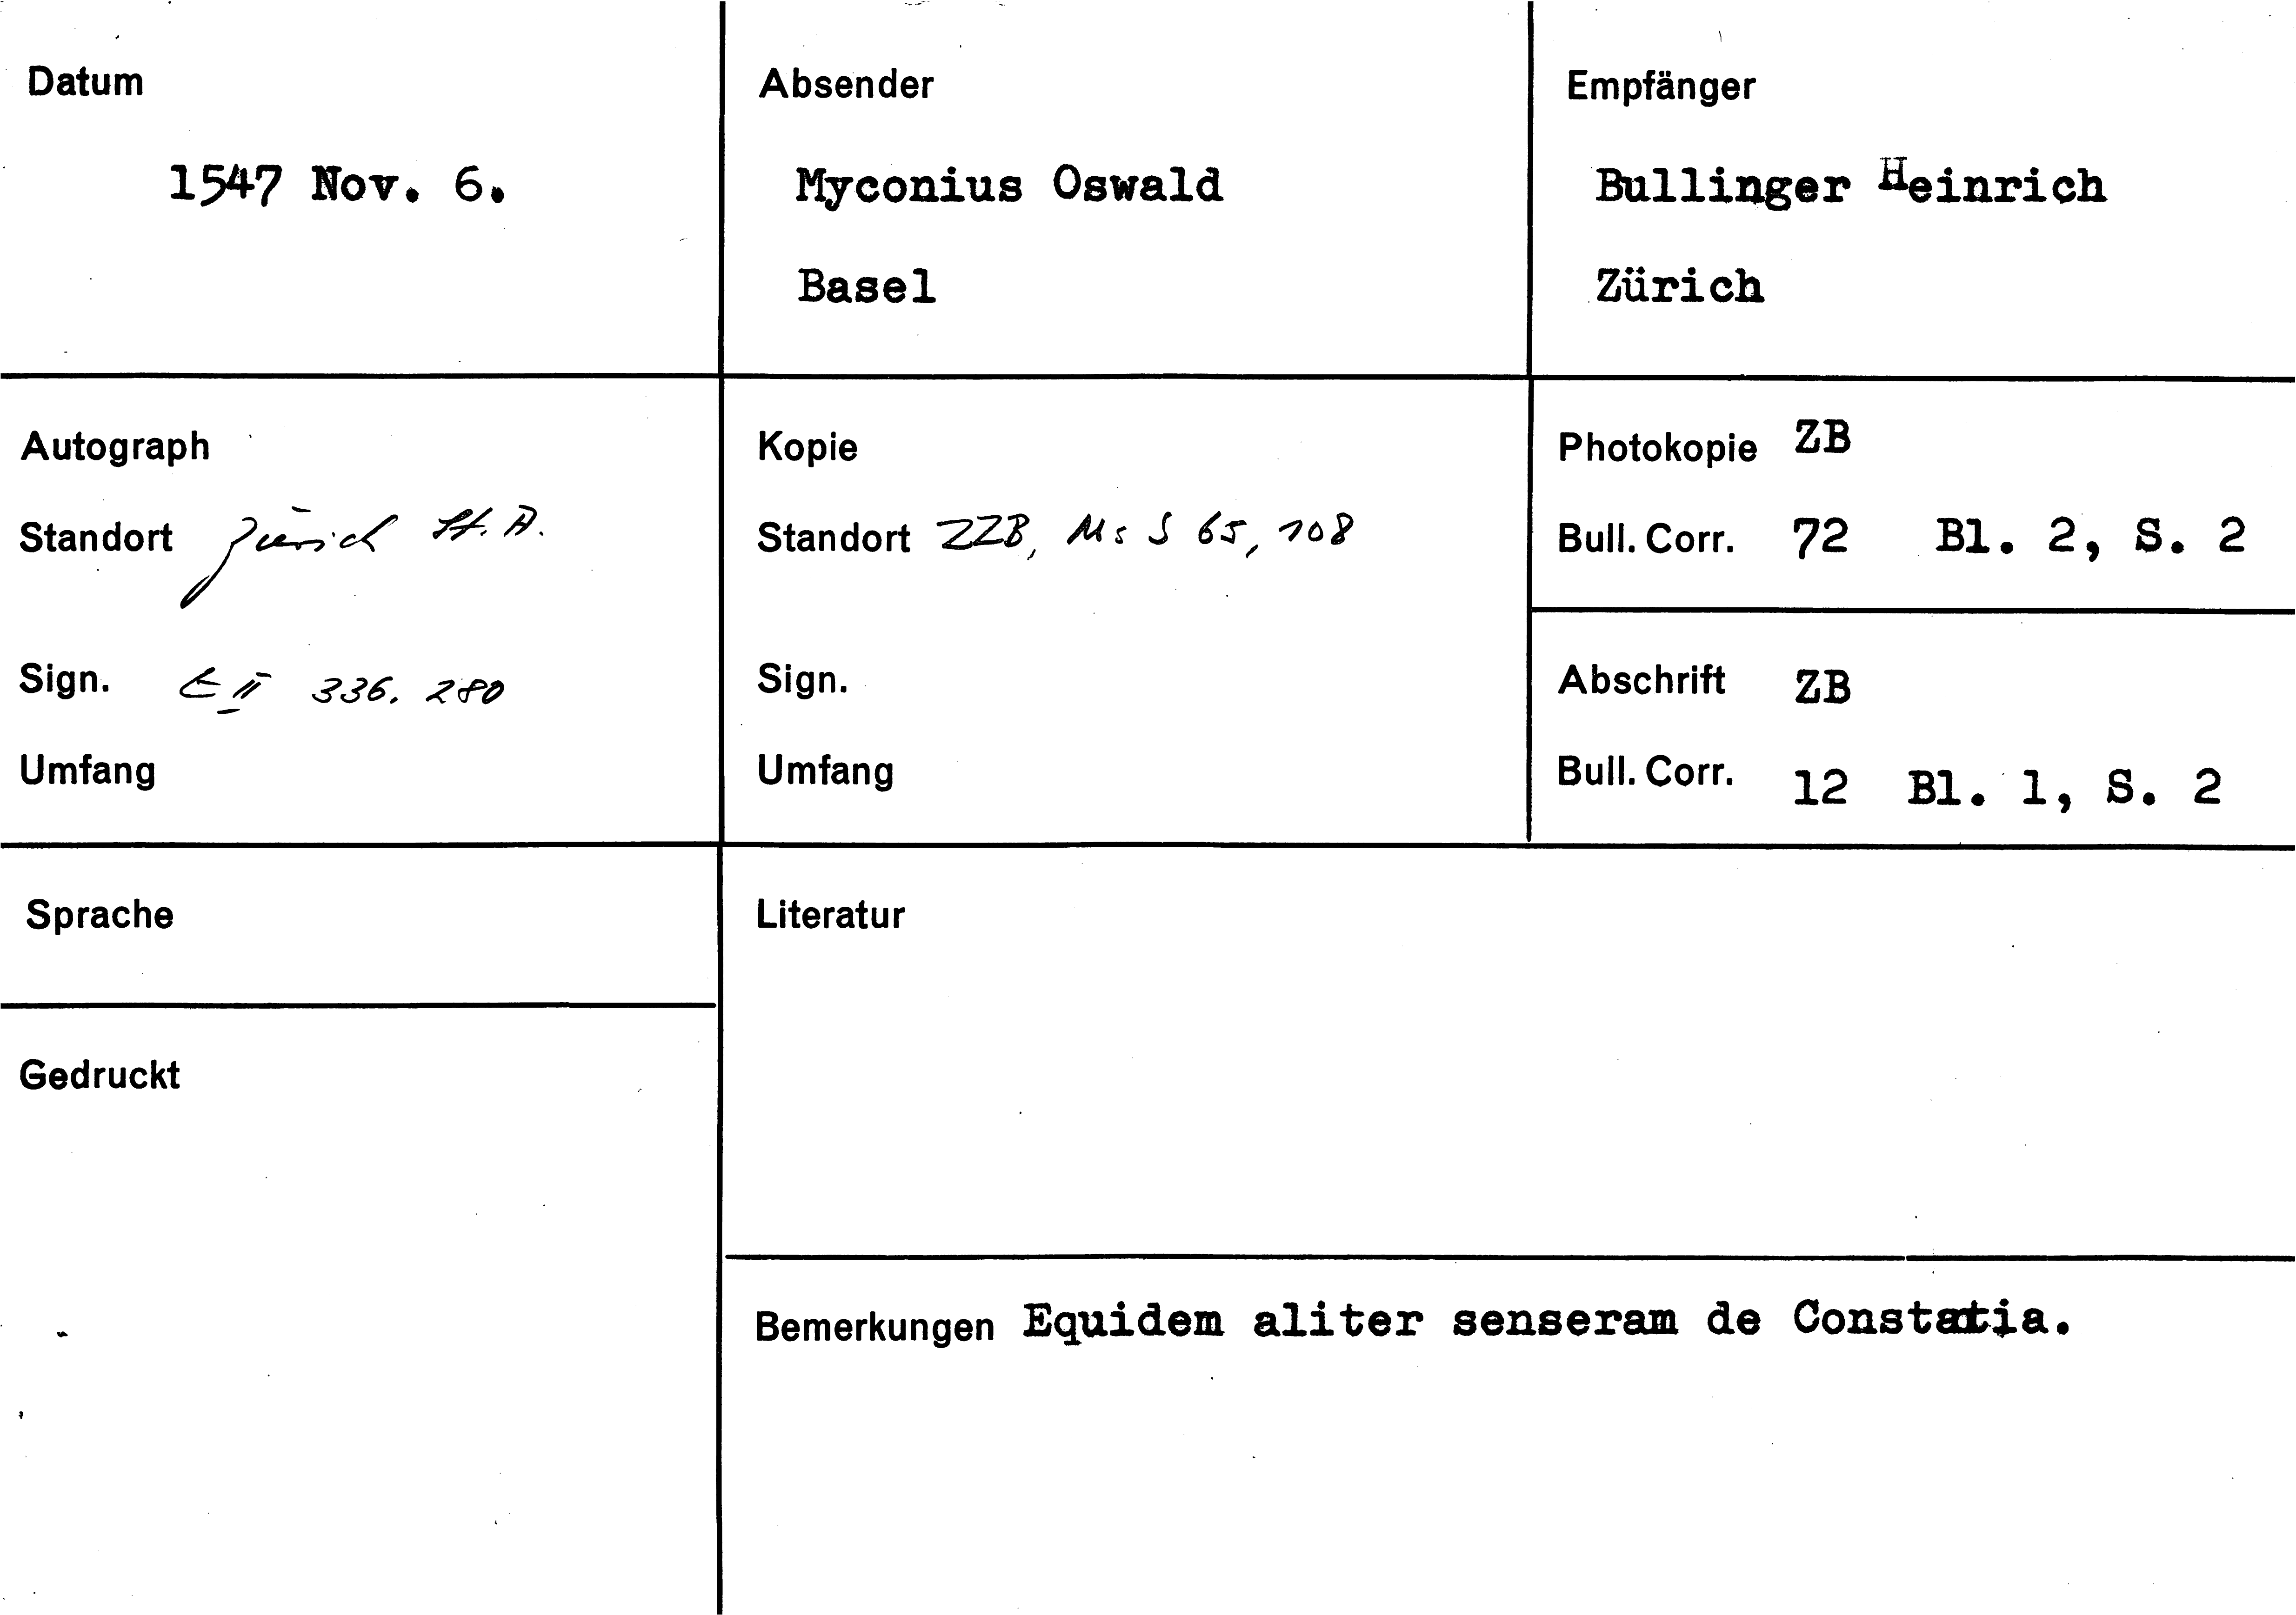 Datum
1547 Nov. 6.
Absender
Myconius Oswald
Basel
Empfänger
Bullinger Heinrich
Zürich
Autograph
Standort Zürich St. A.
Sign. E II 336. 280
Umfang
Kopie
Standort ZZB, Ms S 65, 108
Sign.
Umfang
Photokopie ZB
Bull. Corr. 72 Bl. 2, S. 2
Abschrift ZB
Bull. Corr. 12 Bl. 1, S. 2
Sprache
Gedruckt
Literatur
Bemerkungen Equidem aliter senseram de